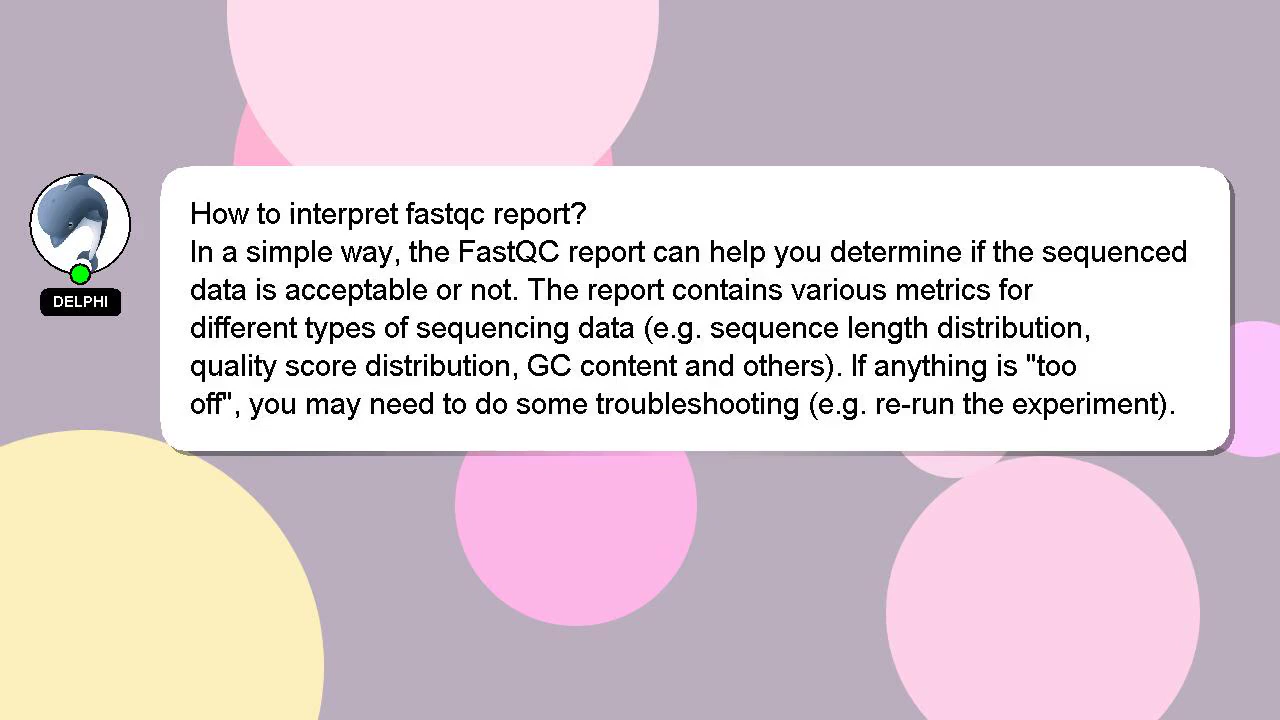 How to interpret fastqc report?
In a simple way, the FastQC report can help you determine if the sequenced
data is acceptable or not. The report contains various metrics for
different types of sequencing data (e.g. sequence length distribution,
quality score distribution, GC content and others). If anything is "too
off", you may need to do some troubleshooting (e.g. re-run the experiment).
DELPHI